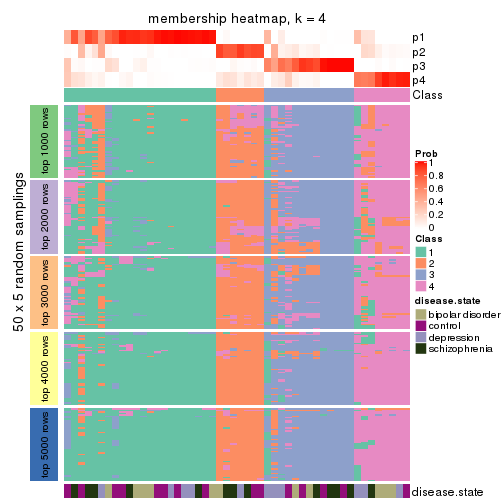 membership heatmap, k = 4
p1
p2
p3
p4
Class
50 x 5 random samplings
top 1000 rows
top 2000 rows
top 3000 rows
top 4000 rows
top 5000 rows
disease.state
Prob
1
0.8
0.6
0.4
0.2
0
Class
1
2
3
4
disease.state
bipolar disorder
control
depression
schizophrenia